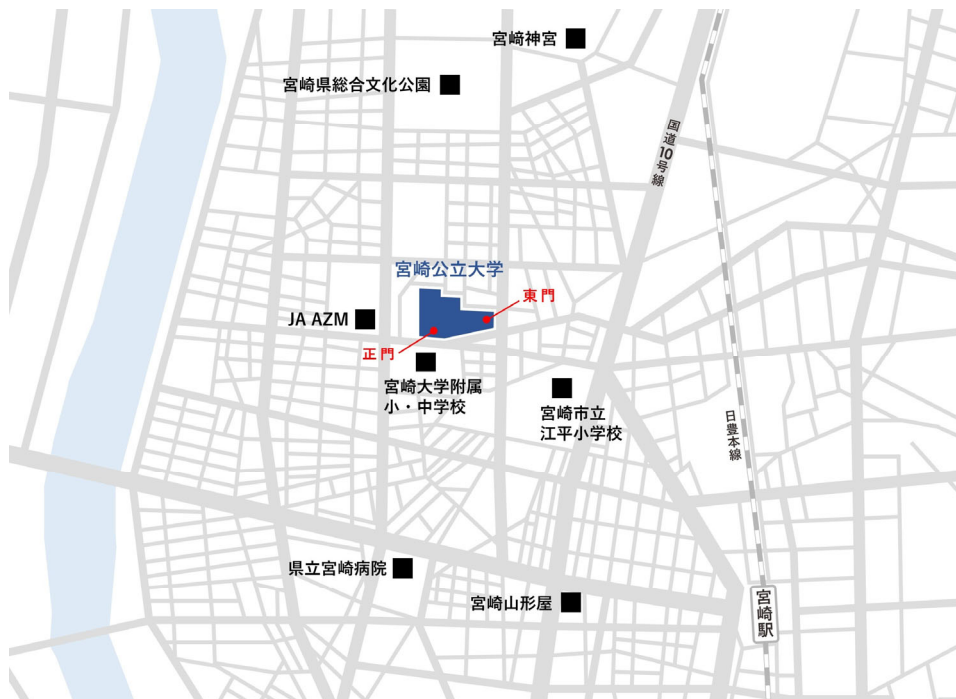 宮﨑神宮
宮崎県総合文化公園
国道10号線
宮崎公立大学
東門
JA AZM
正門
宮崎大学附属
小・中学校
宮崎市立
江平小学校
日豊本線
県立宮崎病院
宮崎山形屋
宮崎駅